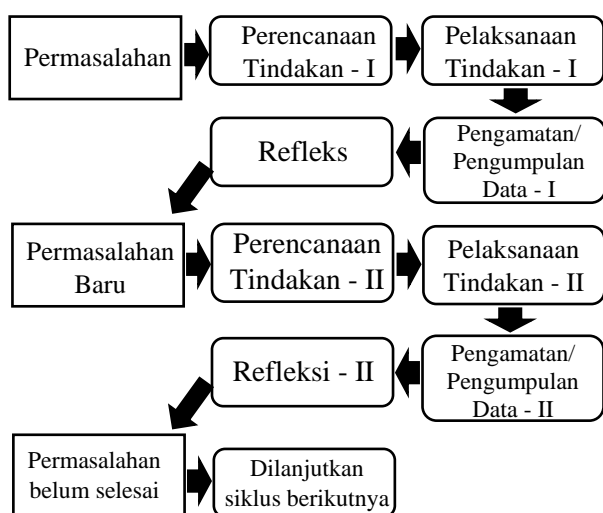 Permasalahan
Perencanaan
Tindakan - I
Pelaksanaan
Tindakan - I
Pengamatan/
Pengumpulan
Data - I
Refleks
Permasalahan
Baru
Perencanaan
Tindakan - II
Pelaksanaan
Tindakan - II
Pengamatan/
Pengumpulan
Data - II
Refleksi - II
Permasalahan
belum selesai
Dilanjutkan
siklus berikutnya